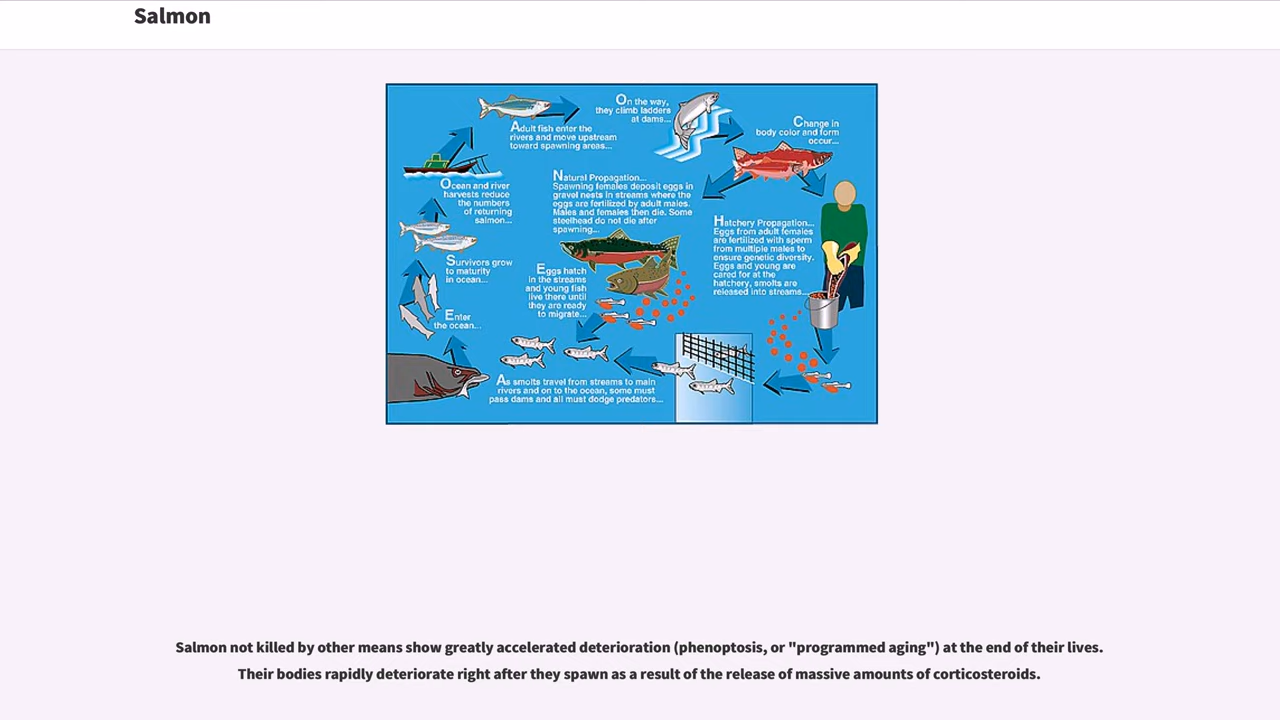 Salmon
Adult fish enter the
rivers and move upstream
toward spawning areas...
On the way,
they climb ladders
at dams...
Change in
body color and form
occur...
Natural Propagation...
Spawning females deposit eggs in
gravel nests in streams where the
eggs are fertilized by adult males.
Males and females then die. Some
steelhead do not die after
spawning...
Hatchery Propagation...
Eggs from adult females
are fertilized with sperm
from multiple males to
ensure genetic diversity.
Eggs and young are
cared for at the
hatchery, smolts are
released into streams...
Eggs hatch
in the streams
and young fish
live there until
they are ready
to migrate...
As smolts travel from streams to main
rivers and on to the ocean, some must
pass dams and all must dodge predators...
Enter
the ocean...
Survivors grow
to maturity
in ocean...
Ocean and river
harvests reduce
the numbers
of returning
salmon...
Salmon not killed by other means show greatly accelerated deterioration (phenoptosis, or "programmed aging") at the end of their lives.
Their bodies rapidly deteriorate right after they spawn as a result of the release of massive amounts of corticosteroids.